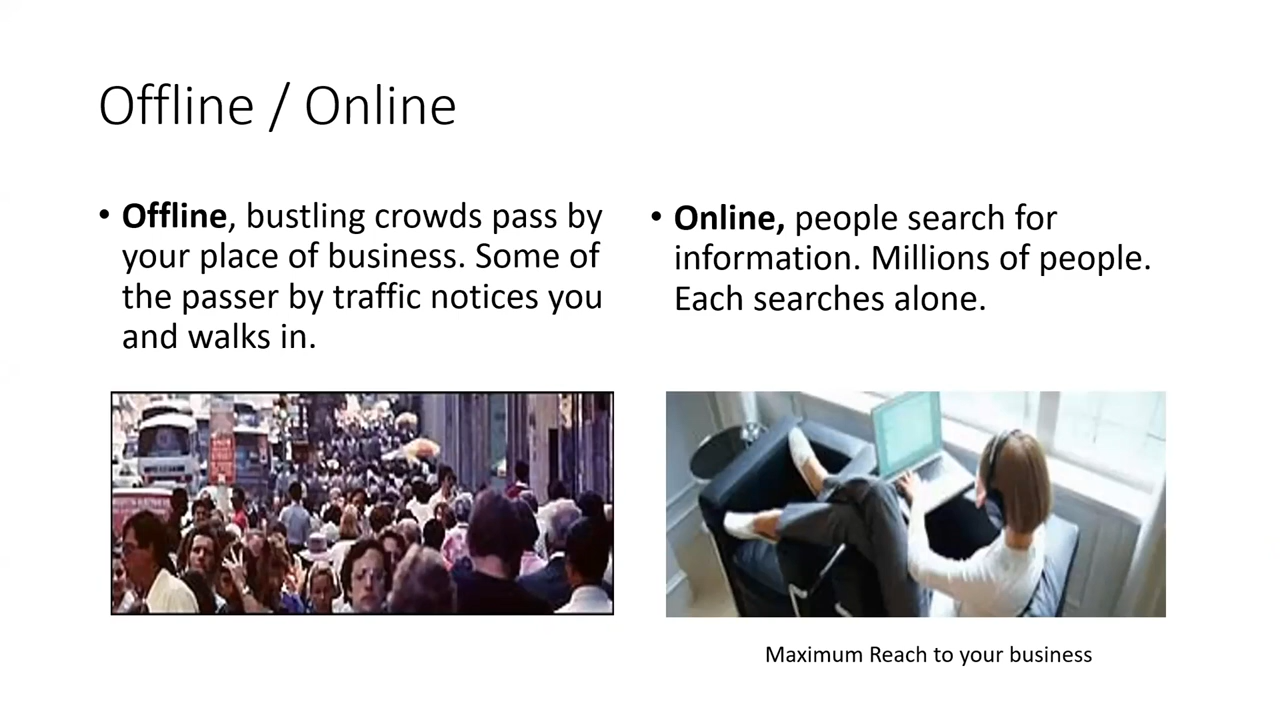 Offline / Online
• Offline, bustling crowds pass by
your place of business. Some of
the passer by traffic notices you
and walks in.
• Online, people search for
information. Millions of people.
Each searches alone.
Maximum Reach to your business